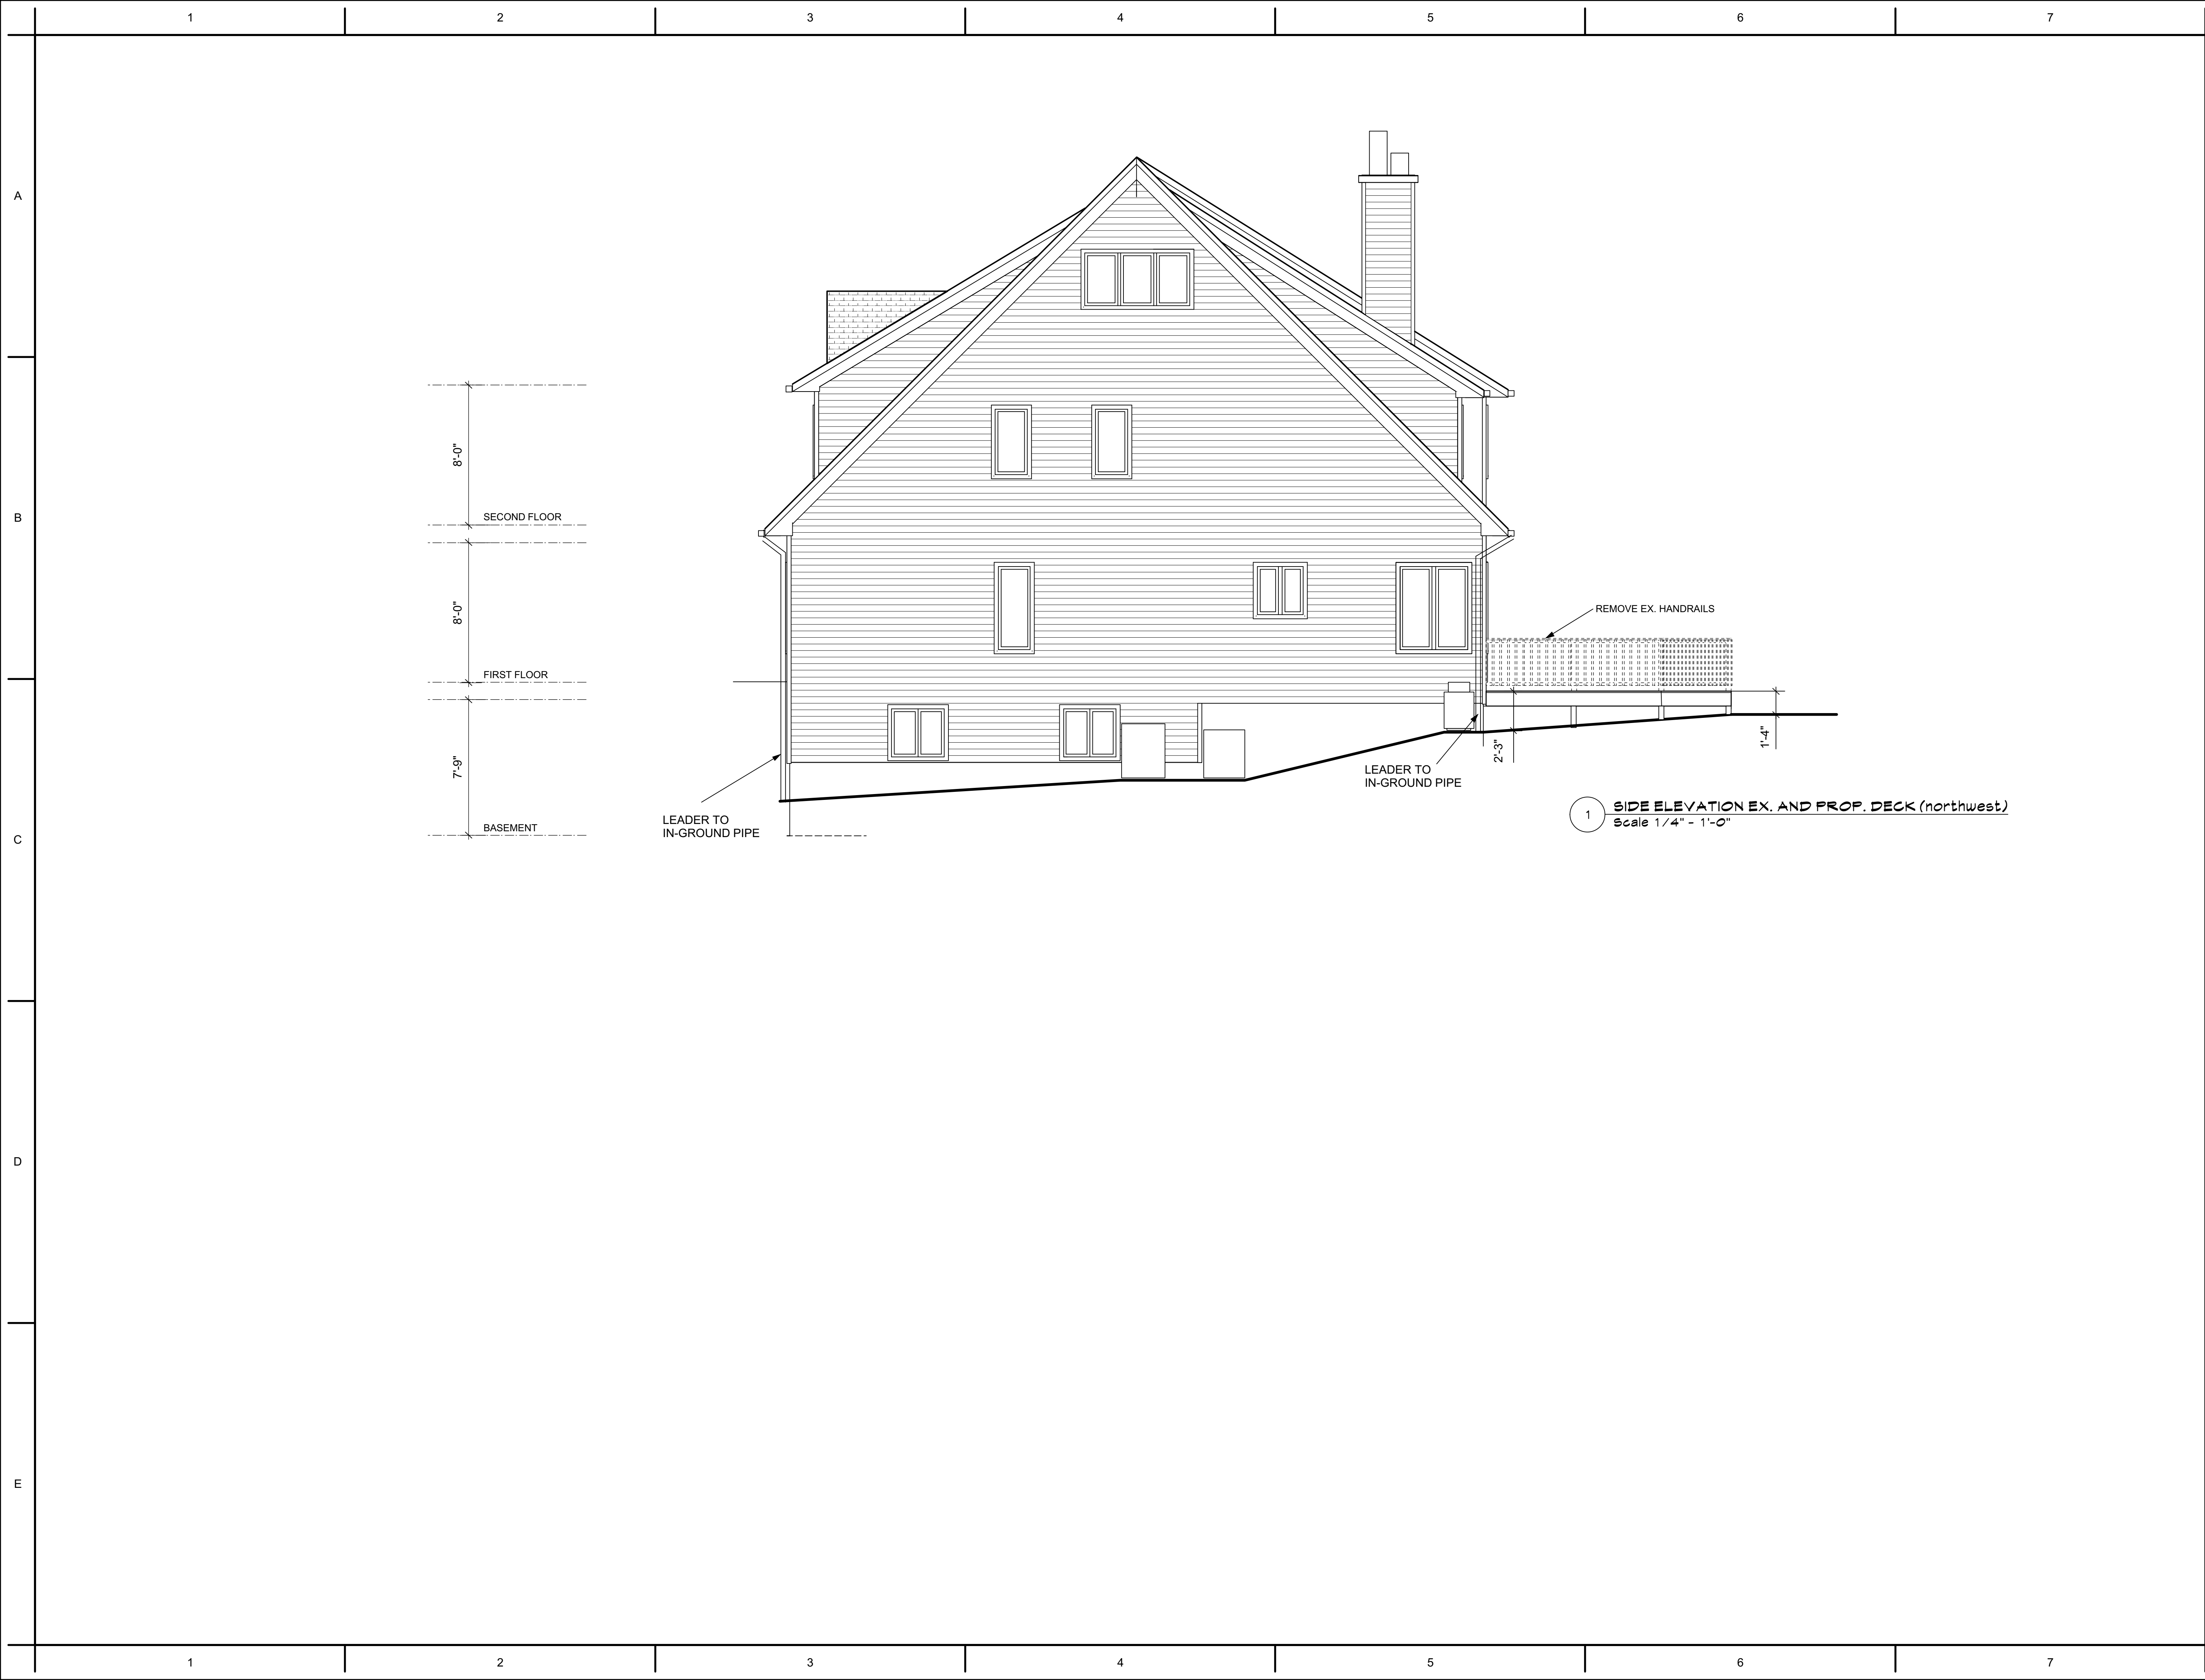 1 2 3 4 5 6 7
A
8'-0"
B
SECOND FLOOR
8'-0"
REMOVE EX. HANDRAILS
FIRST FLOOR
1'-4"
2'-3"
7'-9"
LEADER TO
IN-GROUND PIPE
1
SIDE ELEVATION EX. AND PROP. DECK (northwest)
Scale 1/4" - 1'-0"
LEADER TO
IN-GROUND PIPE
BASEMENT
C
D
E
1 2 3 4 5 6 7